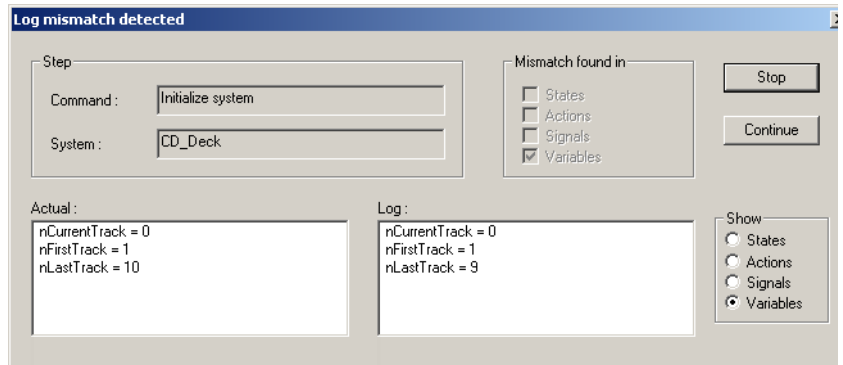 Log mismatch detected
Step
Command :
Initialize system
System :
CD_Deck
Mismatch found in
States
Actions
Signals
Variables
Stop
Continue
Actual :
nCurrentTrack = 0
nFirstTrack = 1
nLastTrack = 10
Log :
nCurrentTrack = 0
nFirstTrack = 1
nLastTrack = 9
Show
States
Actions
Signals
Variables